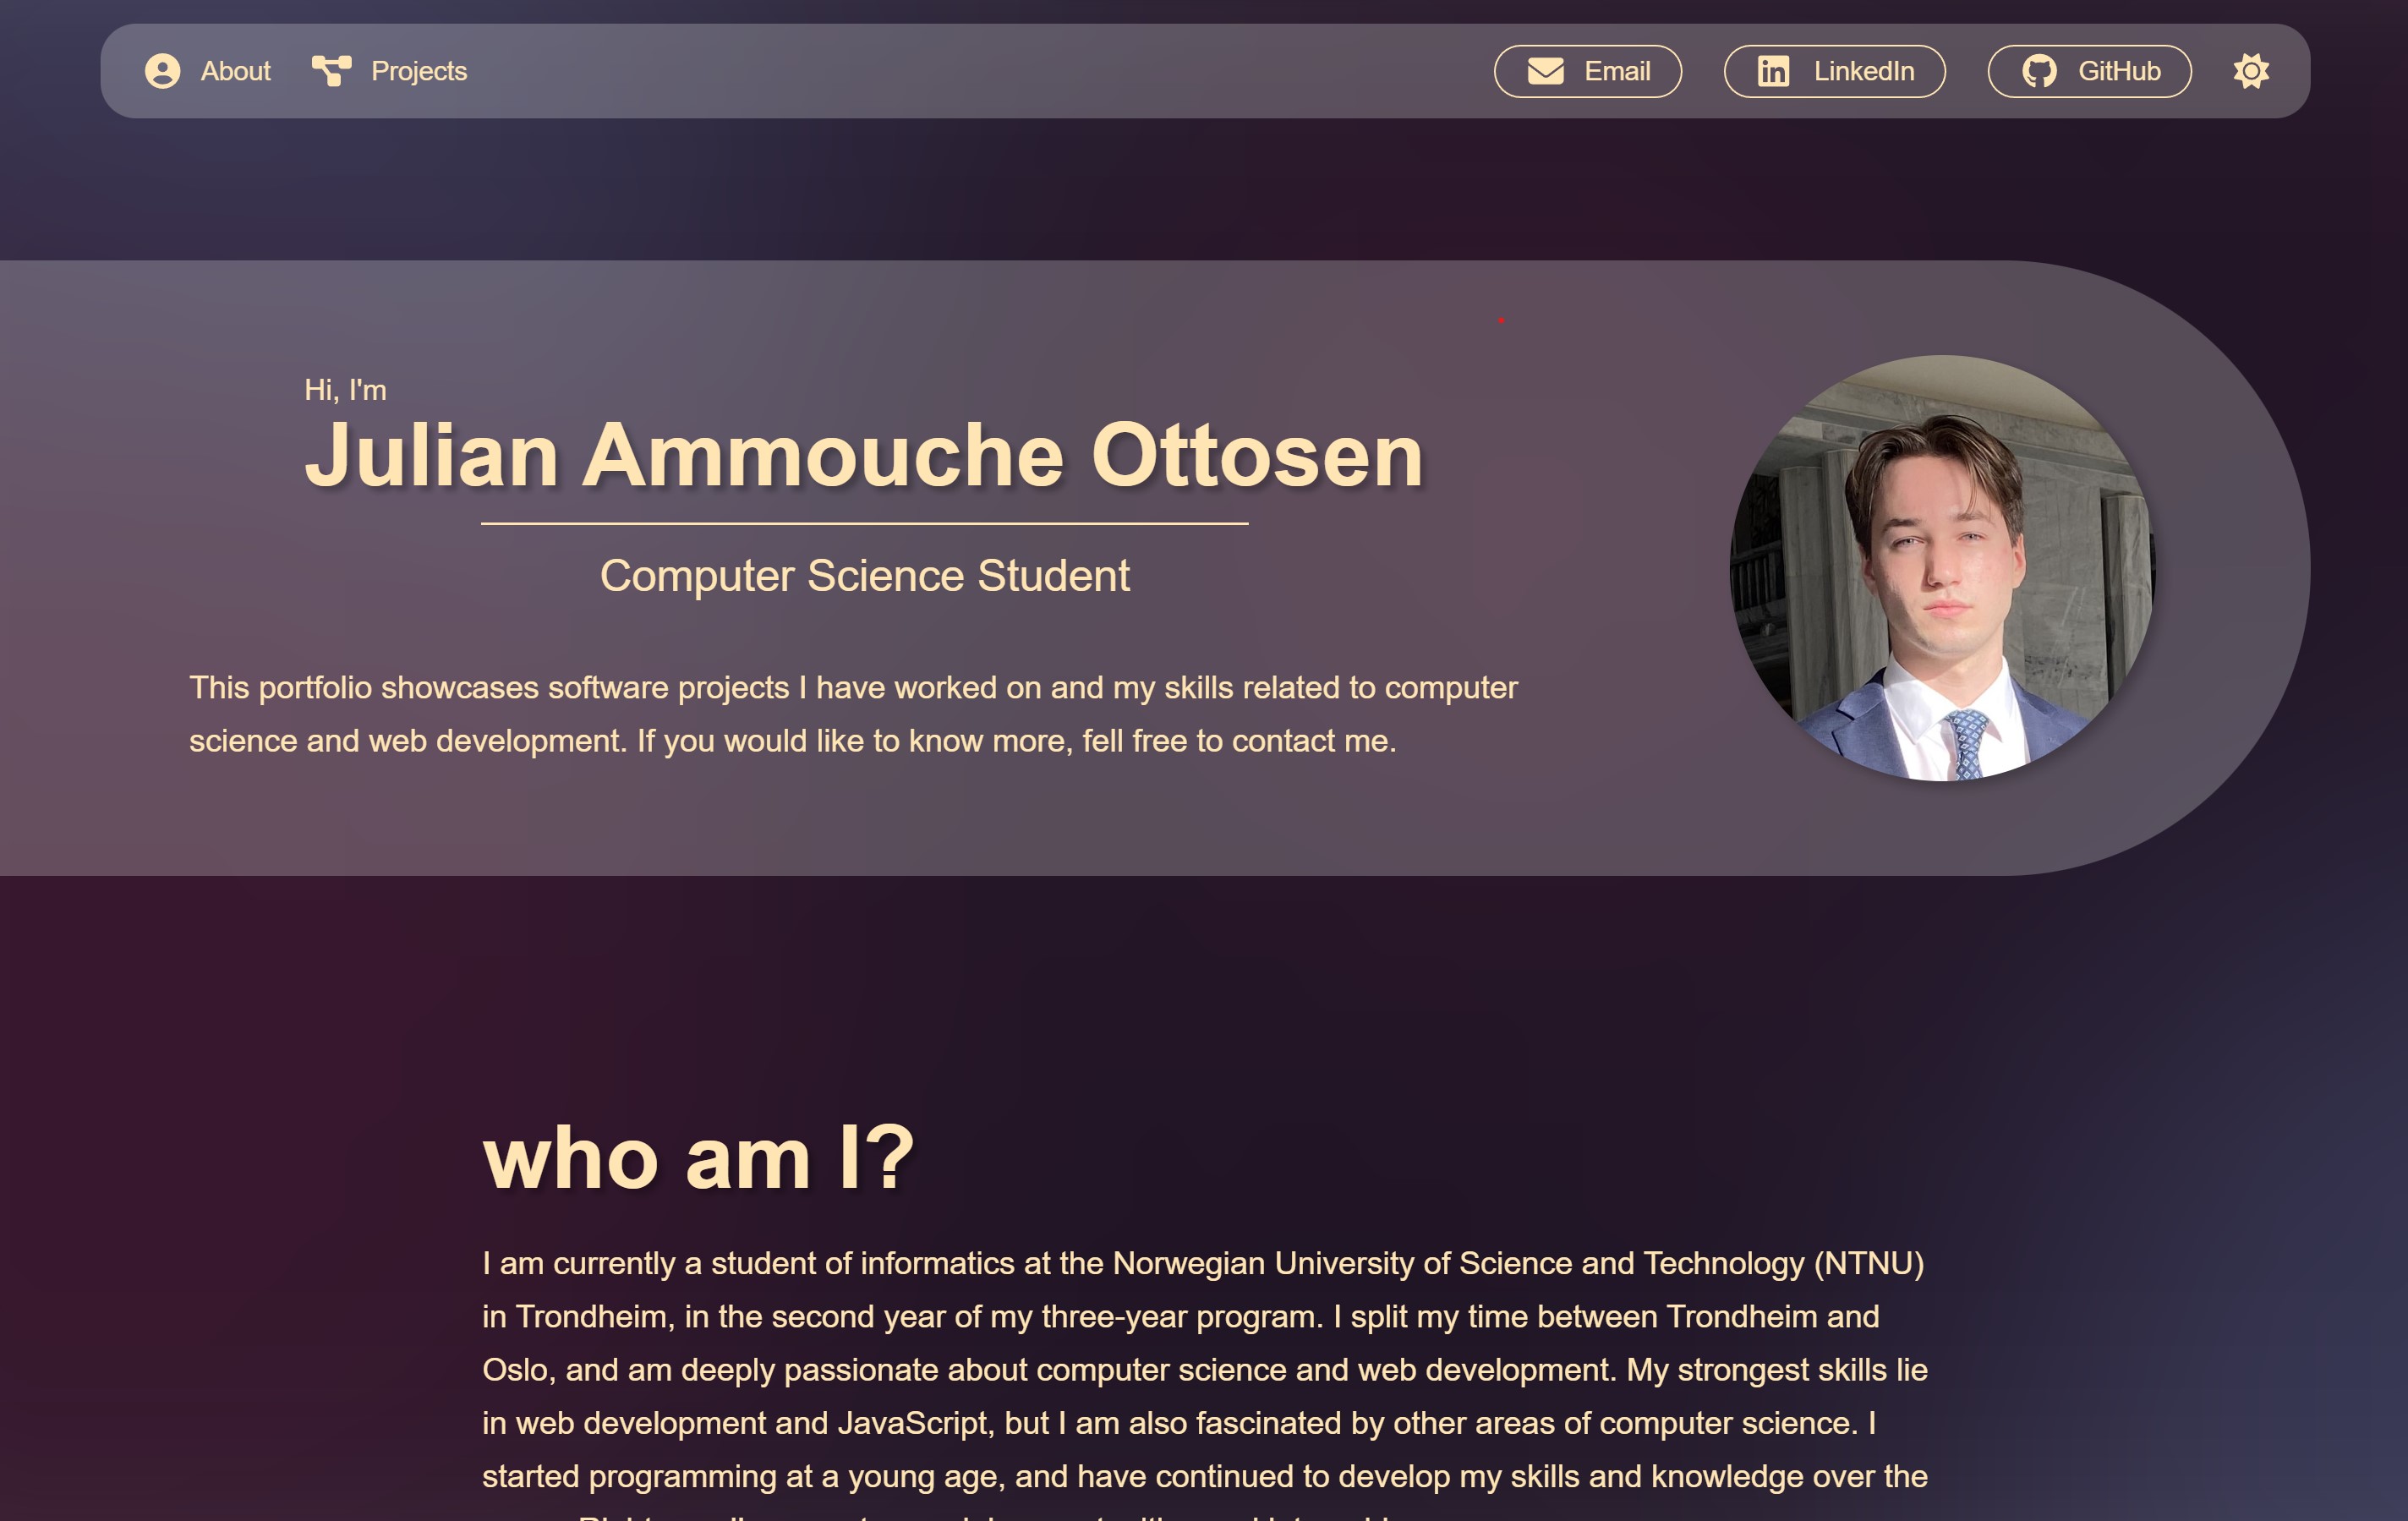 About Projects Email LinkedIn GitHub
Hi, I'm
Julian Ammouche Ottosen
Computer Science Student
This portfolio showcases software projects I have worked on and my skills related to computer
science and web development. If you would like to know more, fell free to contact me.
who am I?
I am currently a student of informatics at the Norwegian University of Science and Technology (NTNU)
in Trondheim, in the second year of my three-year program. I split my time between Trondheim and
Oslo, and am deeply passionate about computer science and web development. My strongest skills lie
in web development and JavaScript, but I am also fascinated by other areas of computer science. I
started programming at a young age, and have continued to develop my skills and knowledge over the